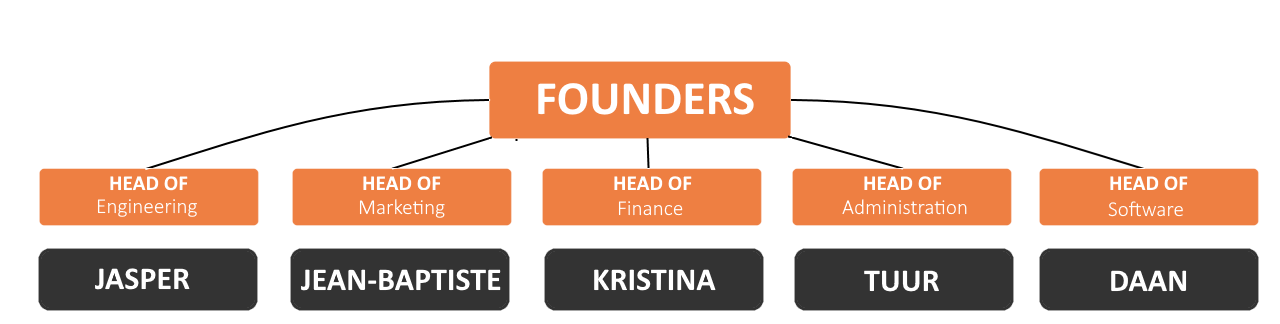 FOUNDERS
HEAD OF
Engineering
HEAD OF
Marketing
HEAD OF
Finance
HEAD OF
Administration
HEAD OF
Software
JASPER
JEAN-BAPTISTE
KRISTINA
TUUR
DAAN